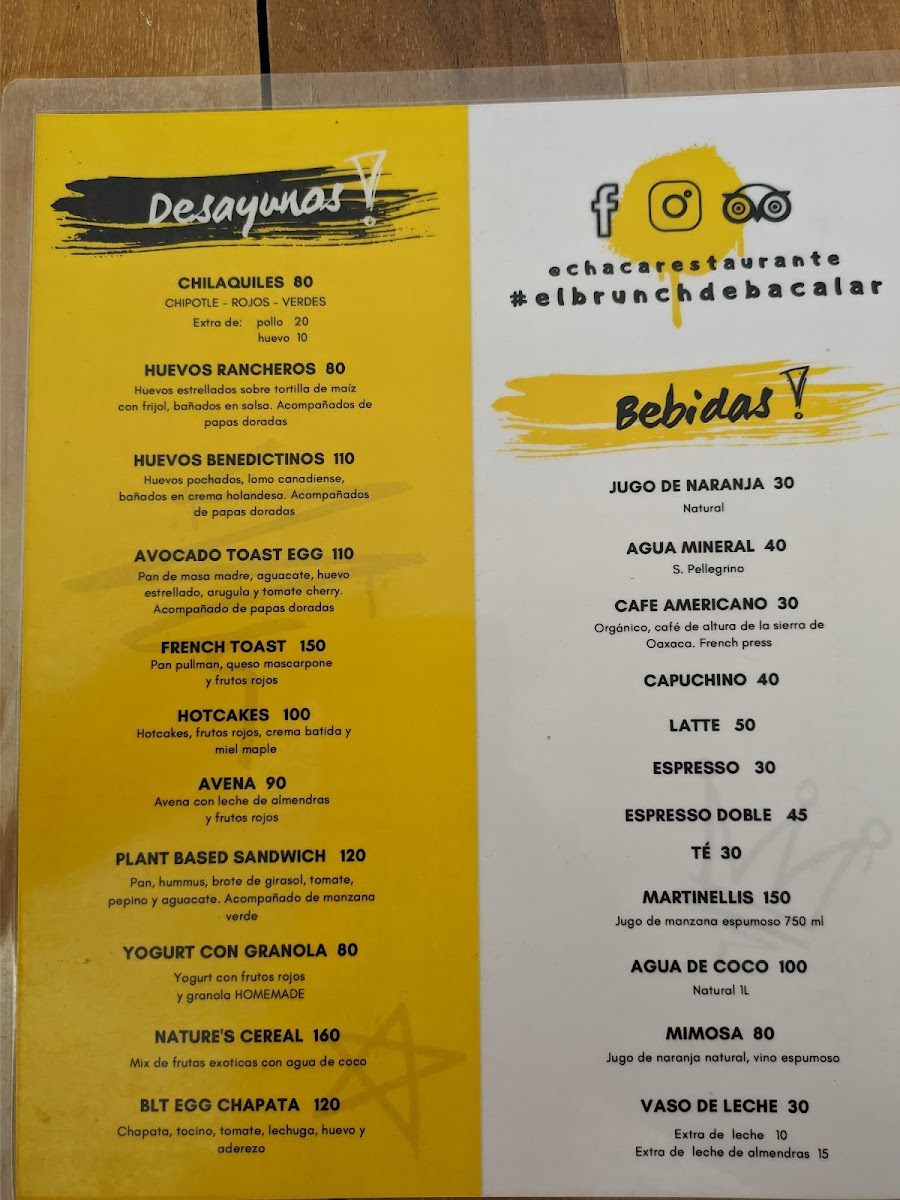 Desayunos!
CHILAQUILES 80
CHIPOTLE - ROJOS - VERDES
Extra de: pollo 20
huevo 10
HUEVOS RANCHEROS 80
Huevos estrellados sobre tortilla de maíz
con frijol, bañados en salsa. Acompañados de
papas doradas
HUEVOS BENEDICTINOS 110
Huevos pochados, lomo canadiense,
bañados en crema holandesa. Acompañados
de papas doradas
AVOCADO TOAST EGG 110
Pan de masa madre, aguacate, huevo
estrellado, arugula y tomate cherry.
Acompañado de papas doradas
FRENCH TOAST 150
Pan pullman, queso mascarpone
y frutos rojos
HOTCAKES 100
Hotcakes, frutos rojos, crema batida y
miel maple
AVENA 90
Avena con leche de almendras
y frutos rojos
PLANT BASED SANDWICH 120
Pan, hummus, brote de girasol, tomate,
pepino y aguacate. Acompañado de manzana
verde
YOGURT CON GRANOLA 80
Yogurt con frutos rojos
y granola HOMEMADE
NATURE'S CEREAL 160
Mix de frutas exoticas con agua de coco
BLT EGG CHAPATA 120
Chapata, tocino, tomate, lechuga, huevo y
aderezo
@chacarestaurante
#elbrunchdebacalar
Bebidas!
JUGO DE NARANJA 30
Natural
AGUA MINERAL 40
S. Pellegrino
CAFE AMERICANO 30
Orgánico, café de altura de la sierra de
Oaxaca. French press
CAPUCHINO 40
LATTE 50
ESPRESSO 30
ESPRESSO DOBLE 45
TÉ 30
MARTINELLIS 150
Jugo de manzana espumoso 750 ml
AGUA DE COCO 100
Natural 1L
MIMOSA 80
Jugo de naranja natural, vino espumoso
VASO DE LECHE 30
Extra de leche 10
Extra de leche de almendras 15